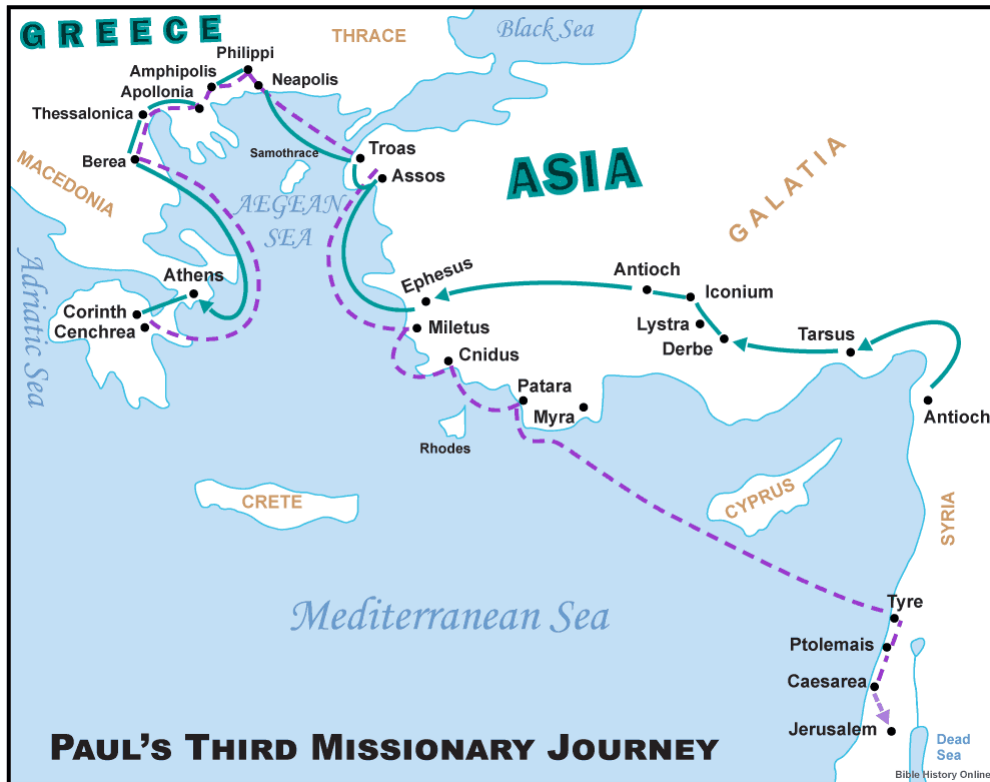 GREECE
THRACE
Black Sea
Philippi
Amphipolis
Neapolis
Apollonia
Thessalonica
Samothrace
Troas
Berea
Assos
ASIA
MACEDONIA
GALATIA
AEGEAN
SEA
Adriatic Sea
Athens
Ephesus
Antioch
Iconium
Corinth
Cenchrea
Miletus
Lystra
Tarsus
Derbe
Cnidus
Patara
Myra
Antioch
Rhodes
CRETE
CYPRUS
SYRIA
Mediterranean Sea
Tyre
Ptolemais
Caesarea
Jerusalem
PAUL'S THIRD MISSIONARY JOURNEY
Dead
Sea
Bible History Online